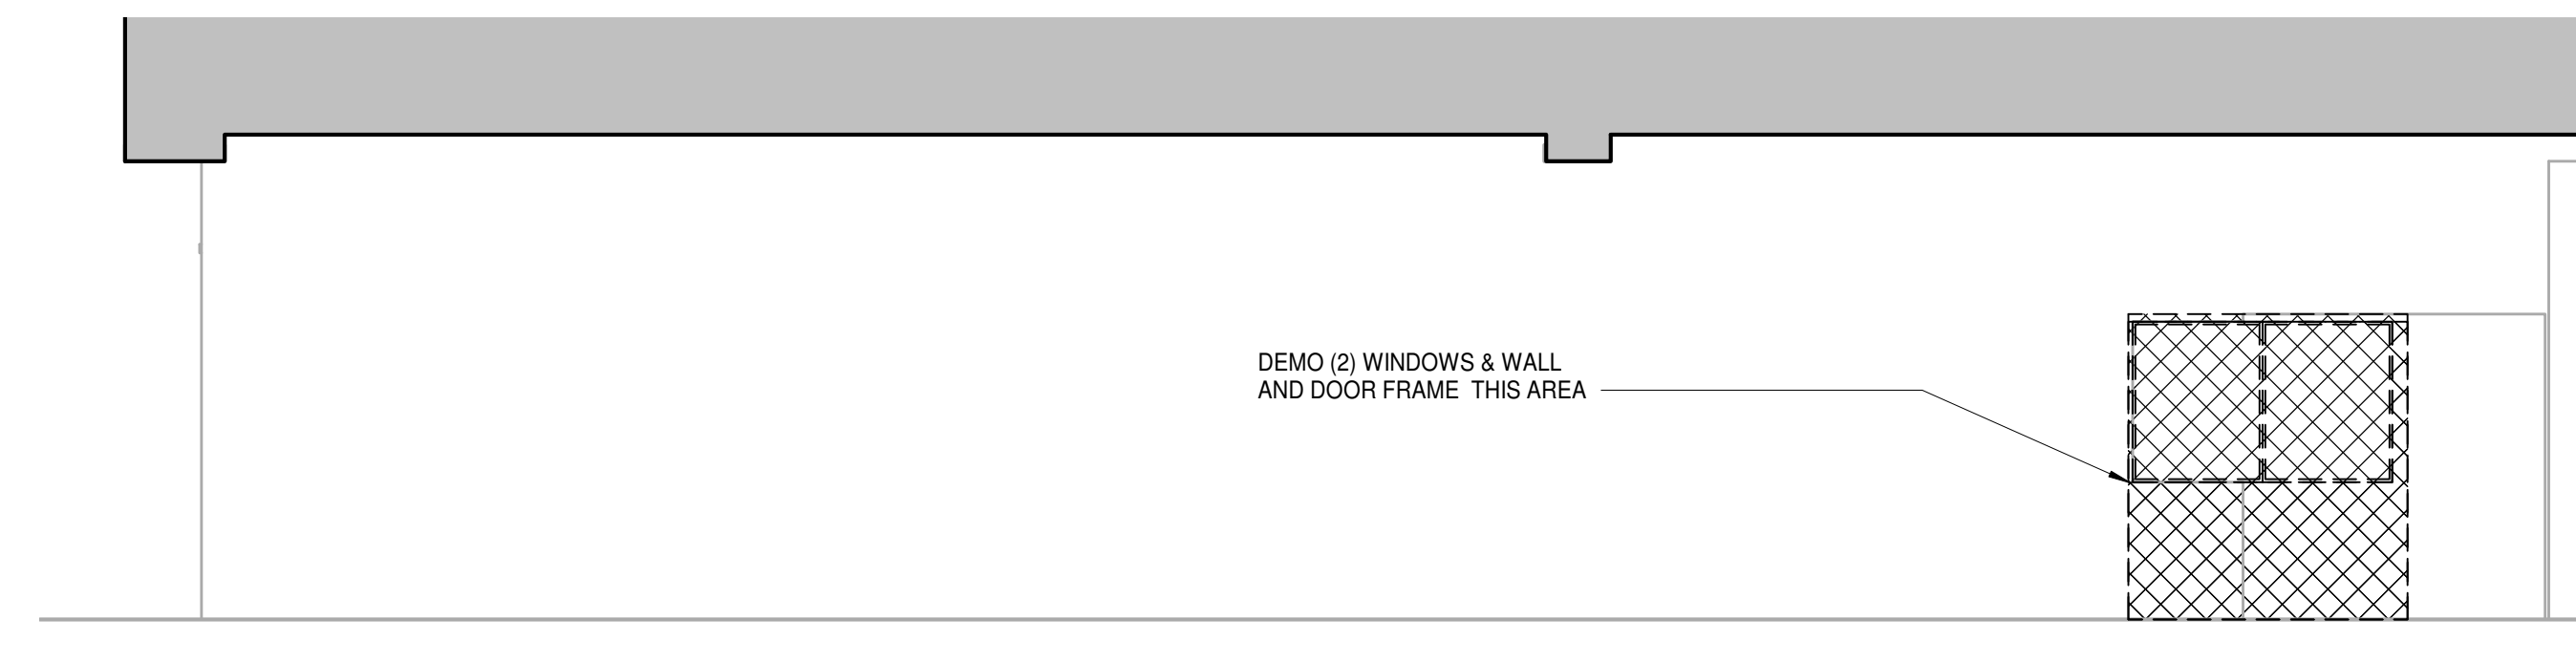 DEMO (2) WINDOWS & WALL
AND DOOR FRAME  THIS AREA